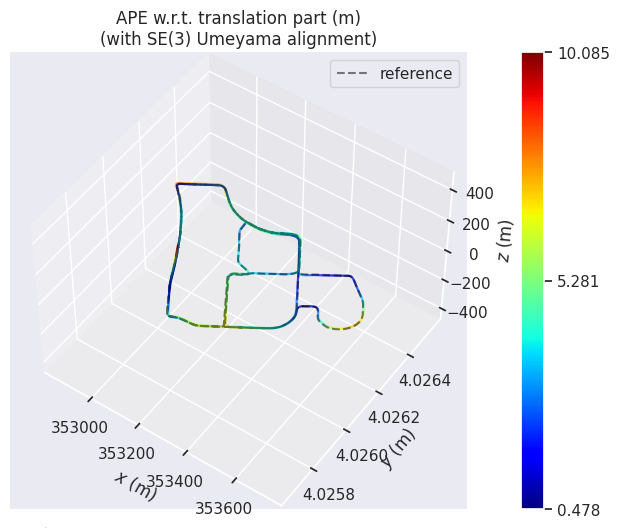 APE w.r.t. translation part (m)
(with SE(3) Umeyama alignment)
reference
10.085
5.281
0.478
400
200
0
−200
−400
z (m)
4.0264
4.0262
4.0260
4.0258
y (m)
353000
353200
353400
353600
x (m)